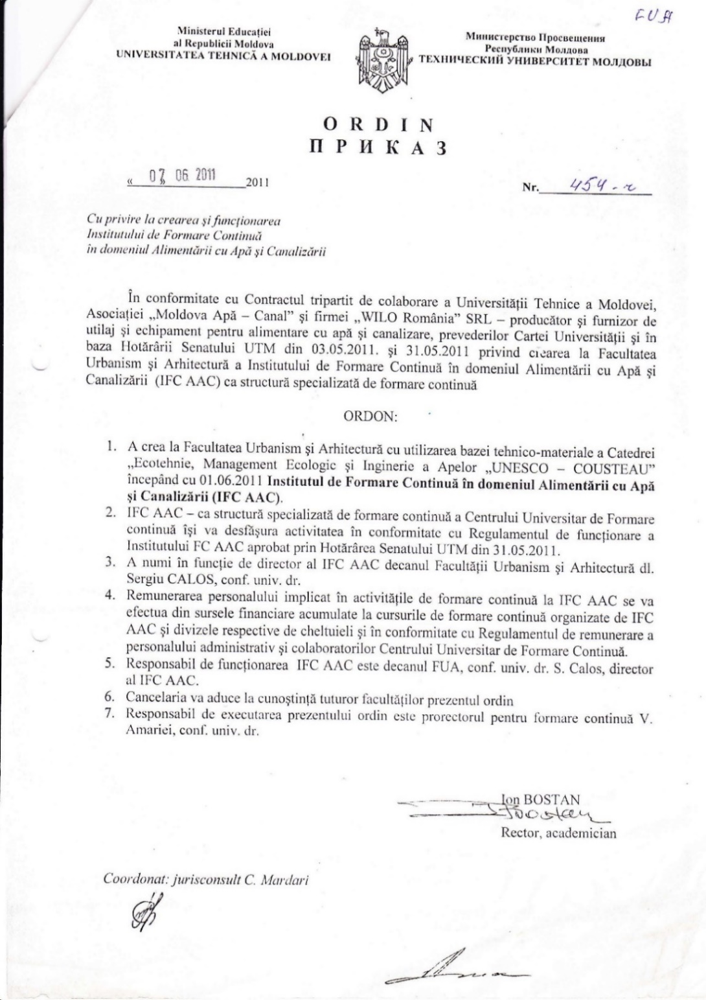 FUA
Ministerul Educației
al Republicii Moldova
UNIVERSITATEA TEHNICĂ A MOLDOVEI
Министерство Просвещения
Республики Молдова
ТЕХНИЧЕСКИЙ УНИВЕРСИТЕТ МОЛДОВЫ
O R D I N
П Р И К А З
« 07 » 06 2011 2011
Nr. 454-r
Cu privire la crearea și funcționarea
Institutului de Formare Continuă
în domeniul Alimentării cu Apă și Canalizării
În conformitate cu Contractul tripartit de colaborare a Universității Tehnice a Moldovei,
Asociației „Moldova Apă – Canal” și firmei „WILO România” SRL – producător și furnizor de
utilaj și echipament pentru alimentare cu apă și canalizare, prevederilor Cartei Universității și în
baza Hotărârii Senatului UTM din 03.05.2011. și 31.05.2011 privind crearea la Facultatea
Urbanism și Arhitectură a Institutului de Formare Continuă în domeniul Alimentării cu Apă și
Canalizării (IFC AAC) ca structură specializată de formare continuă
ORDON:
1. A crea la Facultatea Urbanism și Arhitectură cu utilizarea bazei tehnico-materiale a Catedrei
„Ecotehnie, Management Ecologic și Inginerie a Apelor „UNESCO – COUSTEAU”
începând cu 01.06.2011 Institutul de Formare Continuă în domeniul Alimentării cu Apă
și Canalizării (IFC AAC).
2. IFC AAC – ca structură specializată de formare continuă a Centrului Universitar de Formare
continuă își va desfășura activitatea în conformitate cu Regulamentul de funcționare a
Institutului FC AAC aprobat prin Hotărârea Senatului UTM din 31.05.2011.
3. A numi în funcție de director al IFC AAC decanul Facultății Urbanism și Arhitectură dl.
Sergiu CALOS, conf. univ. dr.
4. Remunerarea personalului implicat în activitățile de formare continuă la IFC AAC se va
efectua din sursele financiare acumulate la cursurile de formare continuă organizate de IFC
AAC și divizele respective de cheltuieli și în conformitate cu Regulamentul de remunerare a
personalului administrativ și colaboratorilor Centrului Universitar de Formare Continuă.
5. Responsabil de funcționarea IFC AAC este decanul FUA, conf. univ. dr. S. Calos, director
al IFC AAC.
6. Cancelaria va aduce la cunoștință tuturor facultăților prezentul ordin
7. Responsabil de executarea prezentului ordin este prorectorul pentru formare continuă V.
Amariei, conf. univ. dr.
Ion BOSTAN
Rector, academician
Coordonat: jurisconsult C. Mardari